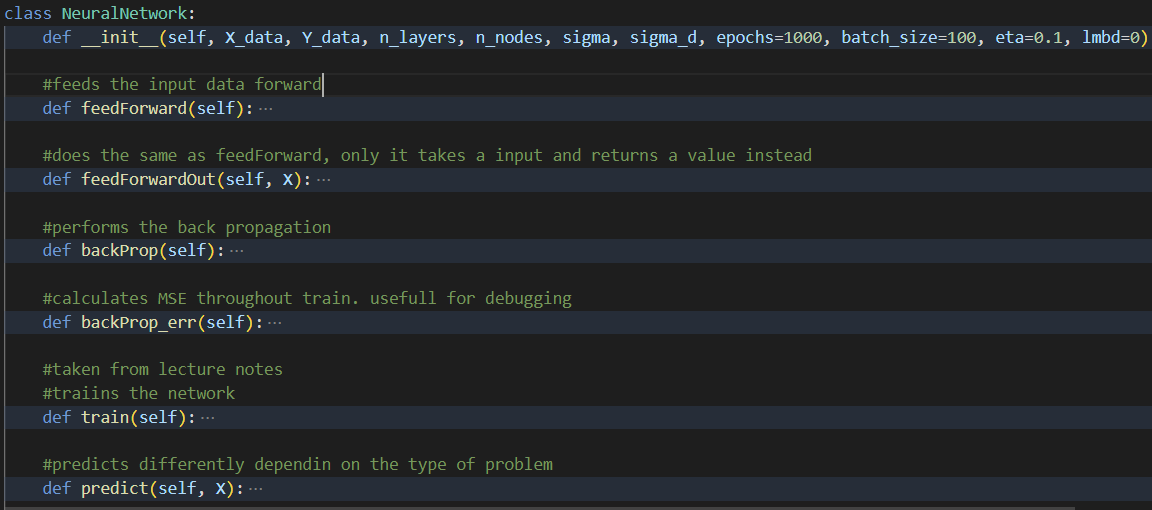 class NeuralNetwork:
def __init__(self, X_data, Y_data, n_layers, n_nodes, sigma, sigma_d, epochs=1000, batch_size=100, eta=0.1, lmbd=0)
#feeds the input data forward
def feedForward(self):···
#does the same as feedForward, only it takes a input and returns a value instead
def feedForwardOut(self, X):···
#performs the back propagation
def backProp(self):···
#calculates MSE throughout train. usefull for debugging
def backProp_err(self):···
#taken from lecture notes
#traiins the network
def train(self):···
#predicts differently dependin on the type of problem
def predict(self, X):···